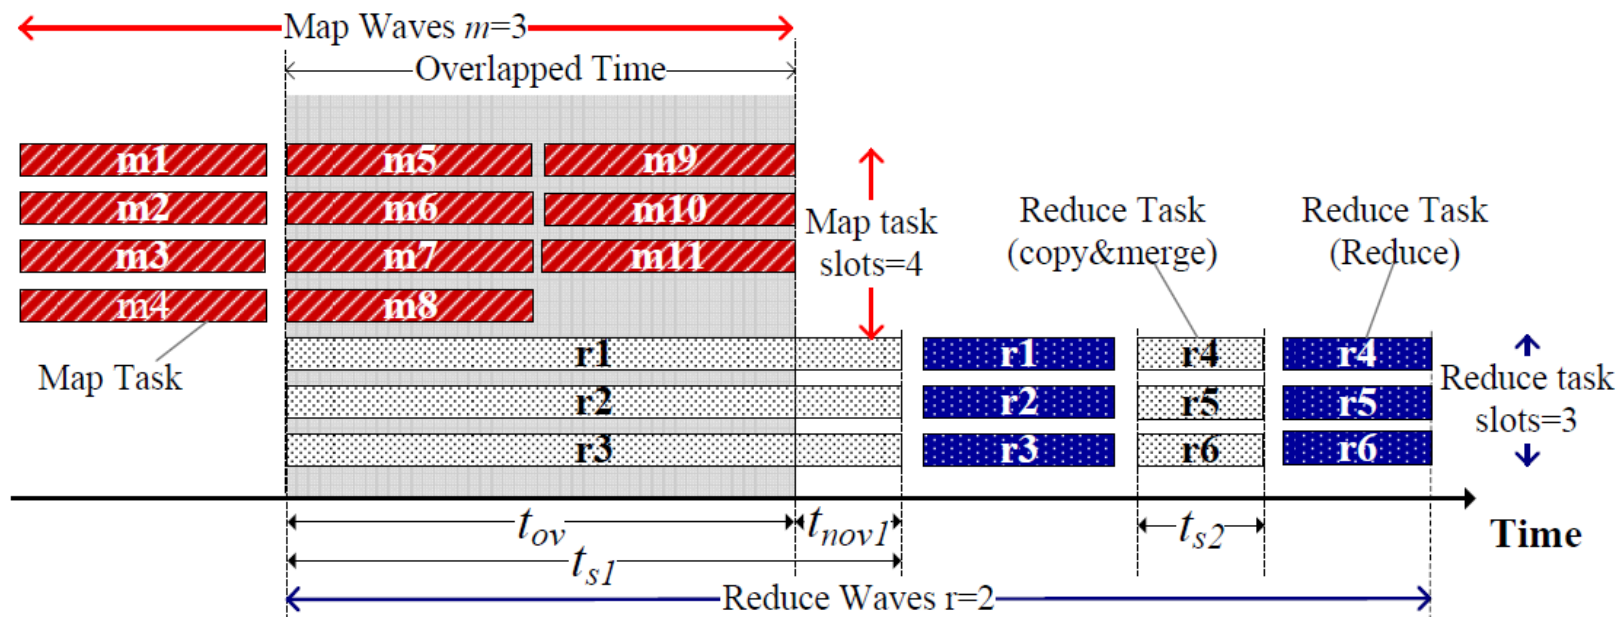 Map Waves m=3
Overlapped Time
m1 m5 m9
m2 m6 m10
m3 m7 m11
m4 m8
Map task
slots=4
Reduce Task
(copy&merge)
Reduce Task
(Reduce)
Map Task
r1 r1 r4 r4
r2 r2 r5 r5
r3 r3 r6 r6
Reduce task
slots=3
tov tnov1 ts2
ts1
Time
Reduce Waves r=2